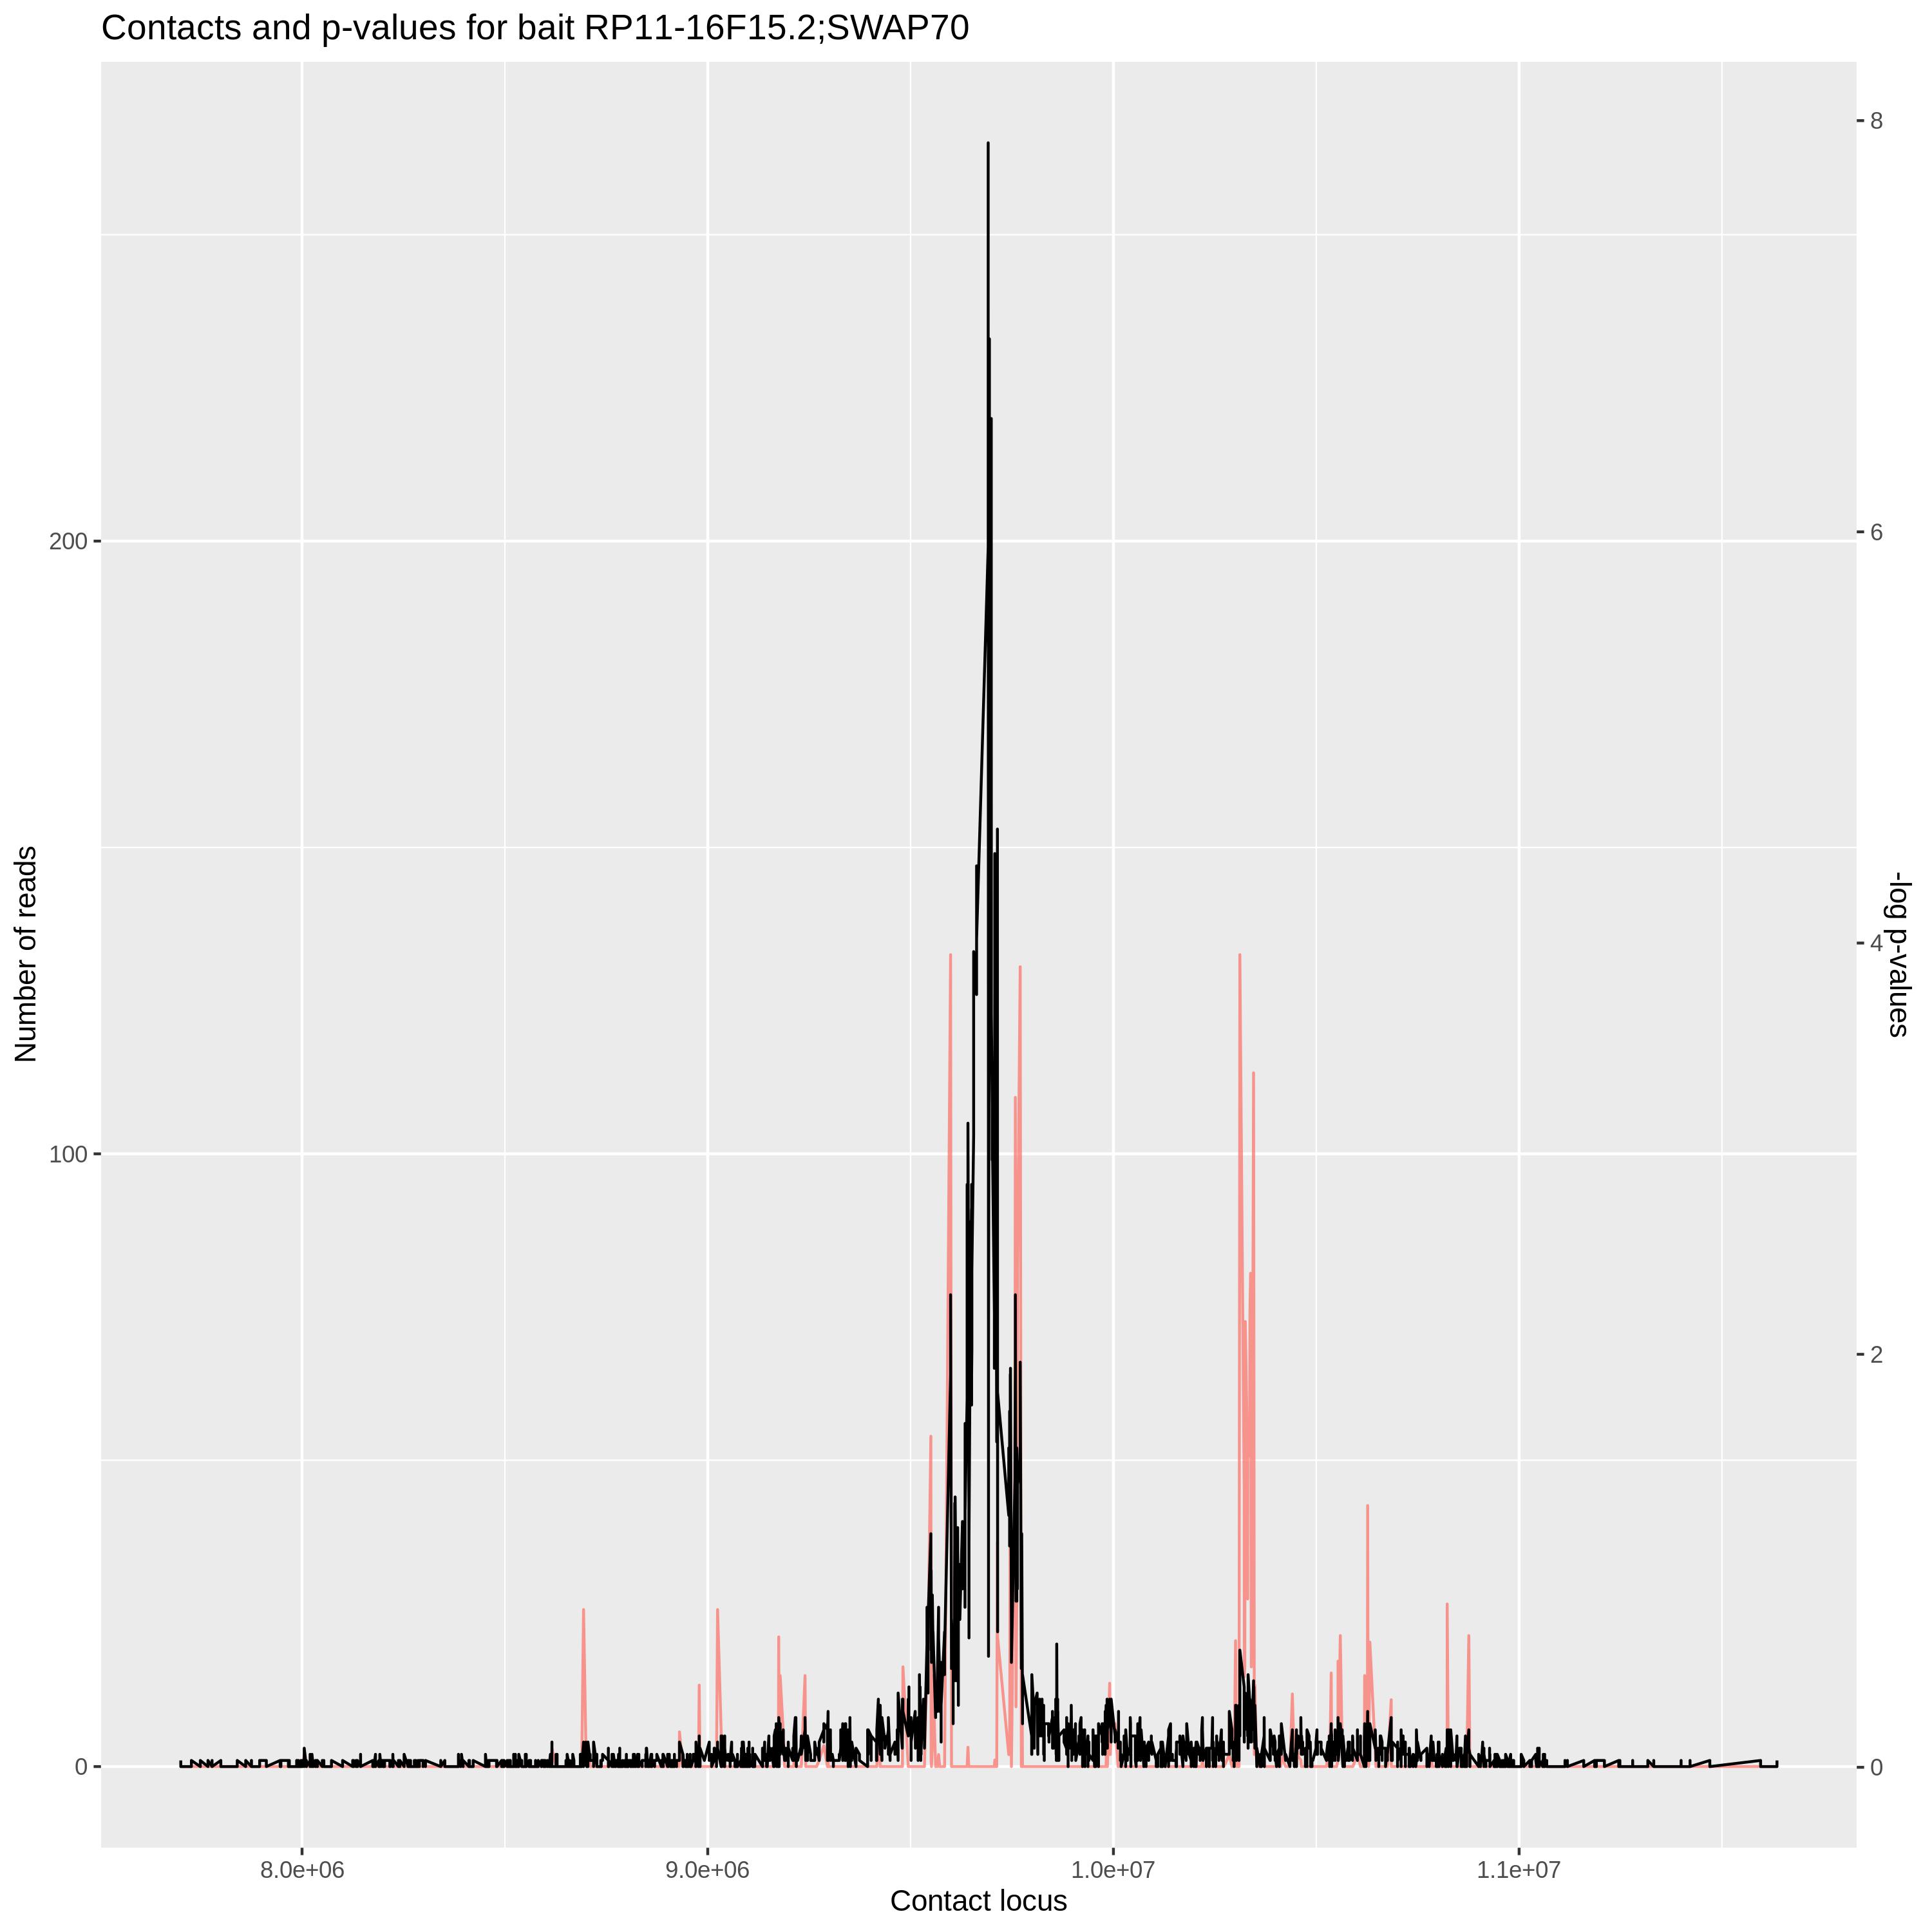 Contacts and p-values for bait RP11-16F15.2;SWAP70
Number of reads
200
100
0
8
6
4
2
0
-log p-values
8.0e+06
9.0e+06
1.0e+07
1.1e+07
Contact locus